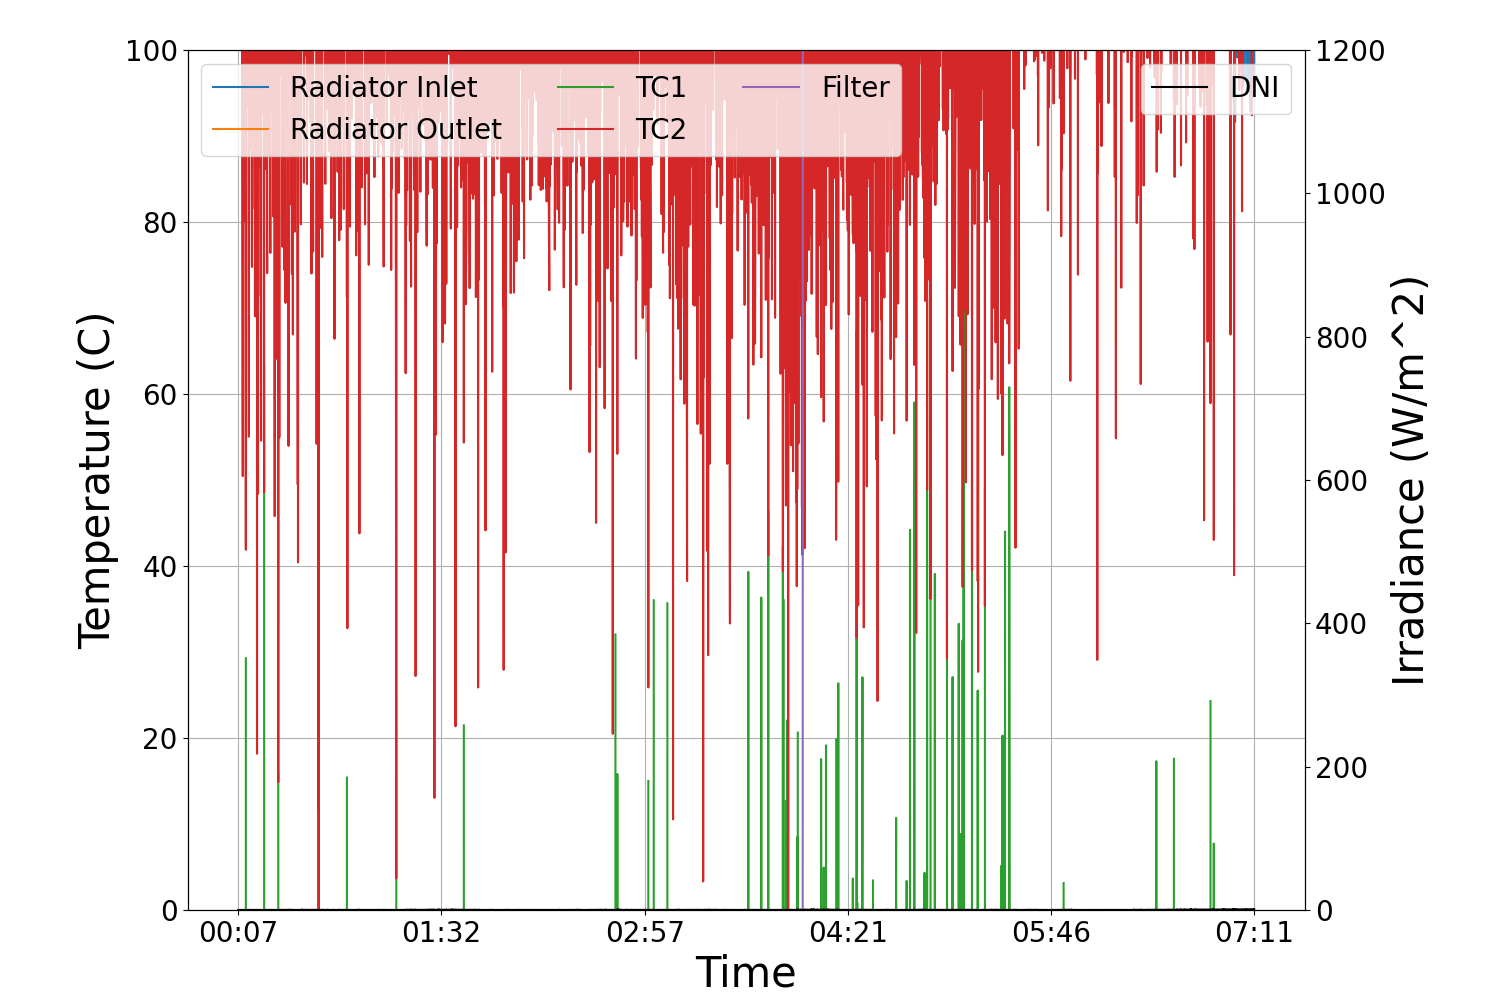 100
80
60
40
20
0
Temperature (C)
Radiator Inlet
Radiator Outlet
TC1
TC2
Filter
DNI
1200
1000
800
600
400
200
0
Irradiance (W/m^2)
00:07
01:32
02:57
04:21
05:46
07:11
Time